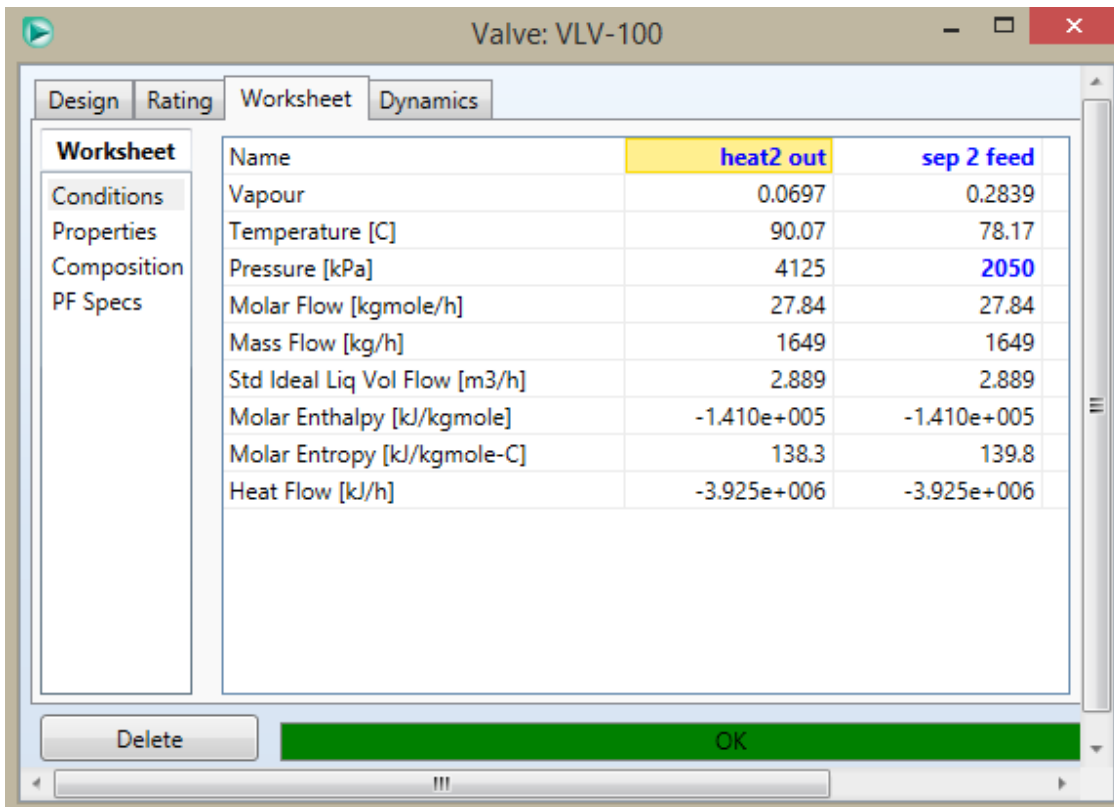 Valve: VLV-100
Design Rating Worksheet Dynamics
Worksheet
Conditions
Properties
Composition
PF Specs
Name heat2 out sep 2 feed
Vapour 0.0697 0.2839
Temperature [C] 90.07 78.17
Pressure [kPa] 4125 2050
Molar Flow [kgmole/h] 27.84 27.84
Mass Flow [kg/h] 1649 1649
Std Ideal Liq Vol Flow [m3/h] 2.889 2.889
Molar Enthalpy [kJ/kgmole] -1.410e+005 -1.410e+005
Molar Entropy [kJ/kgmole-C] 138.3 139.8
Heat Flow [kJ/h] -3.925e+006 -3.925e+006
Delete OK